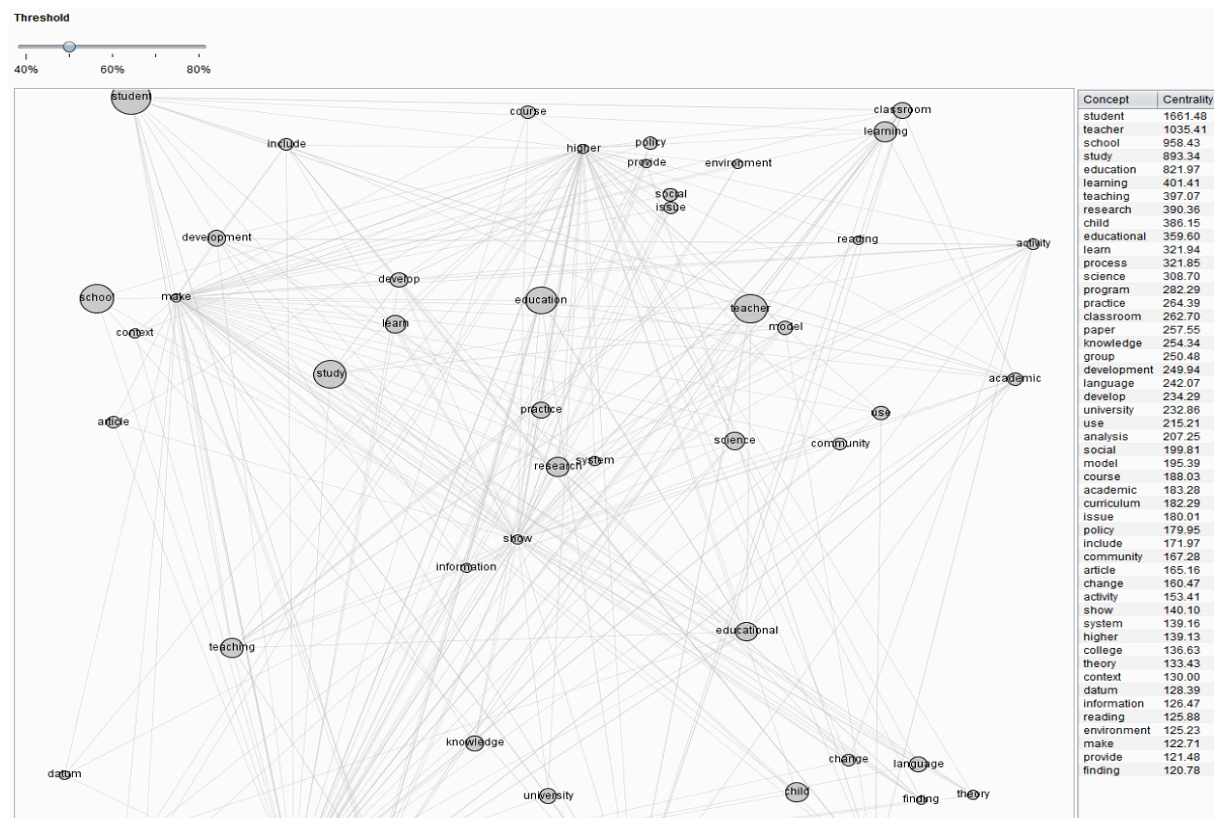 Threshold
40% 60% 80%
student
course
classroom
learning
include
higher
policy
provide
environment
social
issue
development
reading
activity
develop
school
make
education
teacher
context
learn
model
study
academic
practice
use
article
science
community
research
system
show
information
educational
teaching
knowledge
change
language
datum
university
child
finding
theory
Concept Centrality
student 1661.48
teacher 1035.41
school 958.43
study 893.34
education 821.97
learning 401.41
teaching 397.07
research 390.36
child 386.15
educational 359.60
learn 321.94
process 321.85
science 308.70
program 282.29
practice 264.39
classroom 262.70
paper 257.55
knowledge 254.34
group 250.48
development 249.94
language 242.07
develop 234.29
university 232.86
use 215.21
analysis 207.25
social 199.81
model 195.39
course 188.03
academic 183.28
curriculum 182.29
issue 180.01
policy 179.95
include 171.97
community 167.28
article 165.16
change 160.47
activity 153.41
show 140.10
system 139.16
higher 139.13
college 136.63
theory 133.43
context 130.00
datum 128.39
information 126.47
reading 125.88
environment 125.23
make 122.71
provide 121.48
finding 120.78